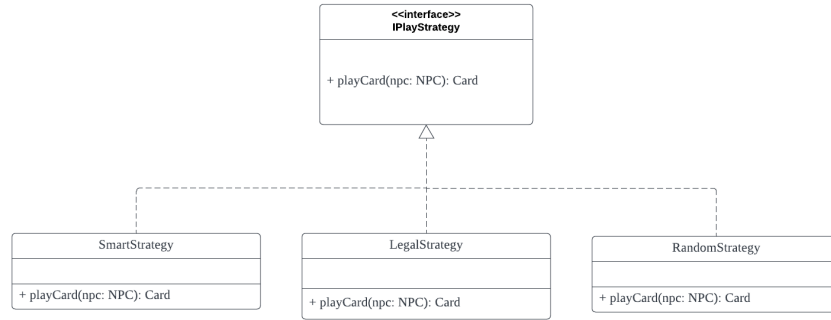 <<interface>>
IPlayStrategy
+ playCard(npc: NPC): Card
SmartStrategy
+ playCard(npc: NPC): Card
LegalStrategy
+ playCard(npc: NPC): Card
RandomStrategy
+ playCard(npc: NPC): Card